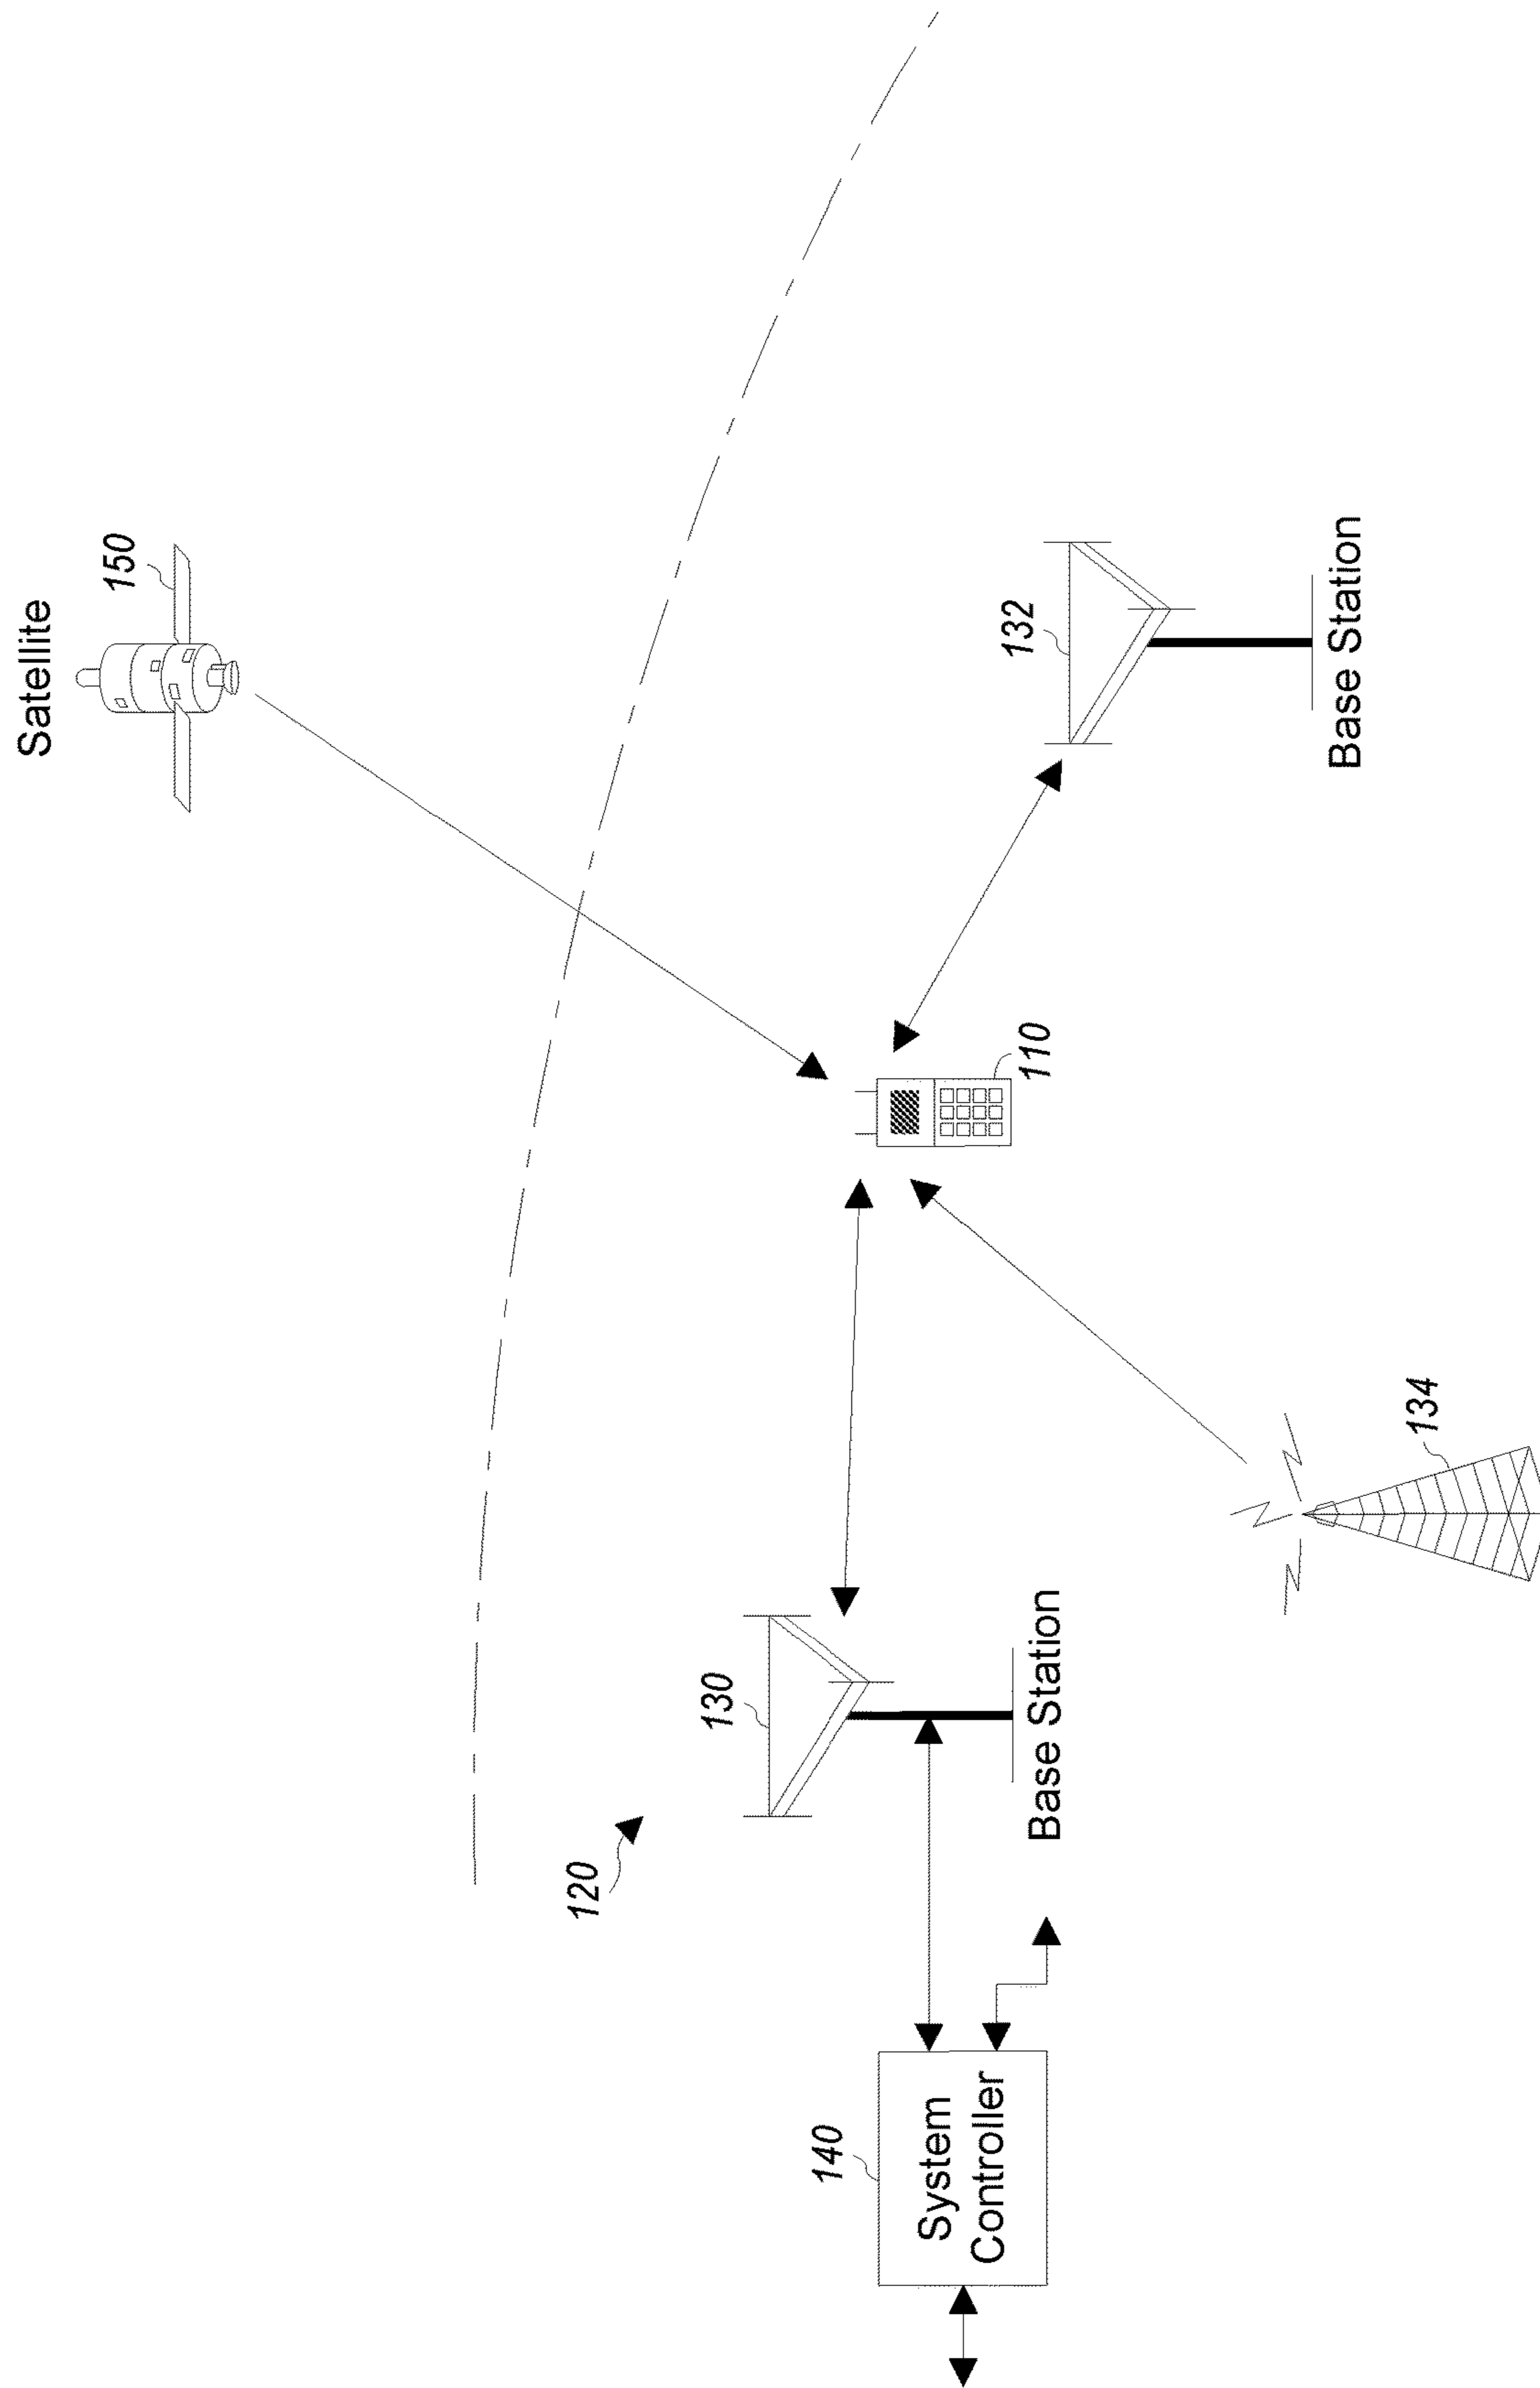 Satellite
150
120
130
132
140
System
Controller
110
Base Station
Base Station
134